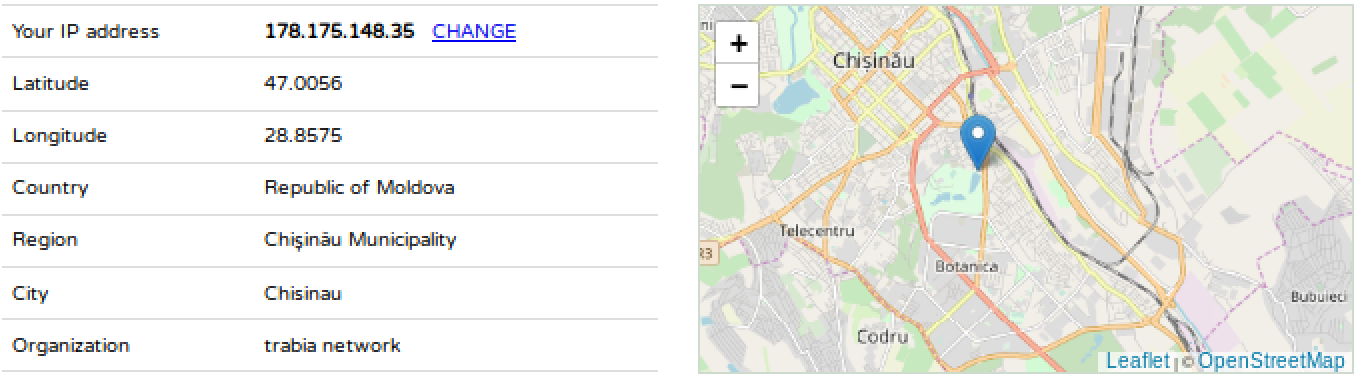 Your IP address 178.175.148.35 CHANGE
Latitude 47.0056
Longitude 28.8575
Country Republic of Moldova
Region Chişinău Municipality
City Chisinau
Organization trabia network
+
−
Chișinău
Telecentru
R3
Botanica
Bubuieci
Codru
Leaflet | © OpenStreetMap